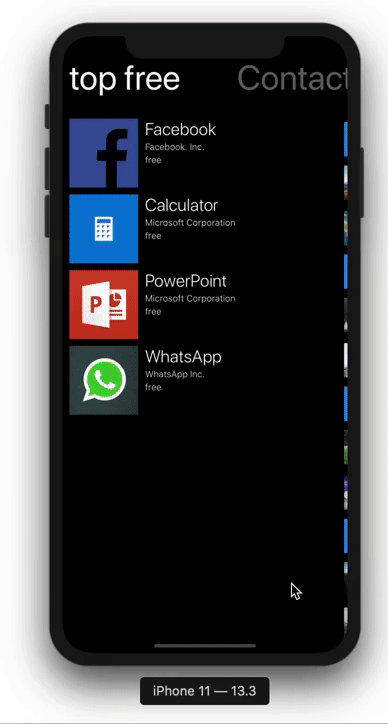 top free
Contact
Facebook
Facebook. Inc.
free
Calculator
Microsoft Corporation
free
PowerPoint
Microsoft Corporation
free
WhatsApp
WhatsApp Inc.
free
iPhone 11 — 13.3